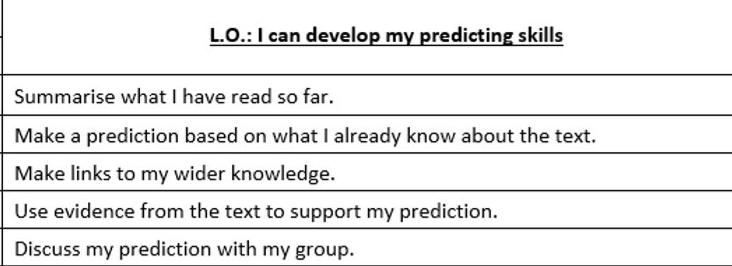 L.O.: I can develop my predicting skills
Summarise what I have read so far.
Make a prediction based on what I already know about the text.
Make links to my wider knowledge.
Use evidence from the text to support my prediction.
Discuss my prediction with my group.